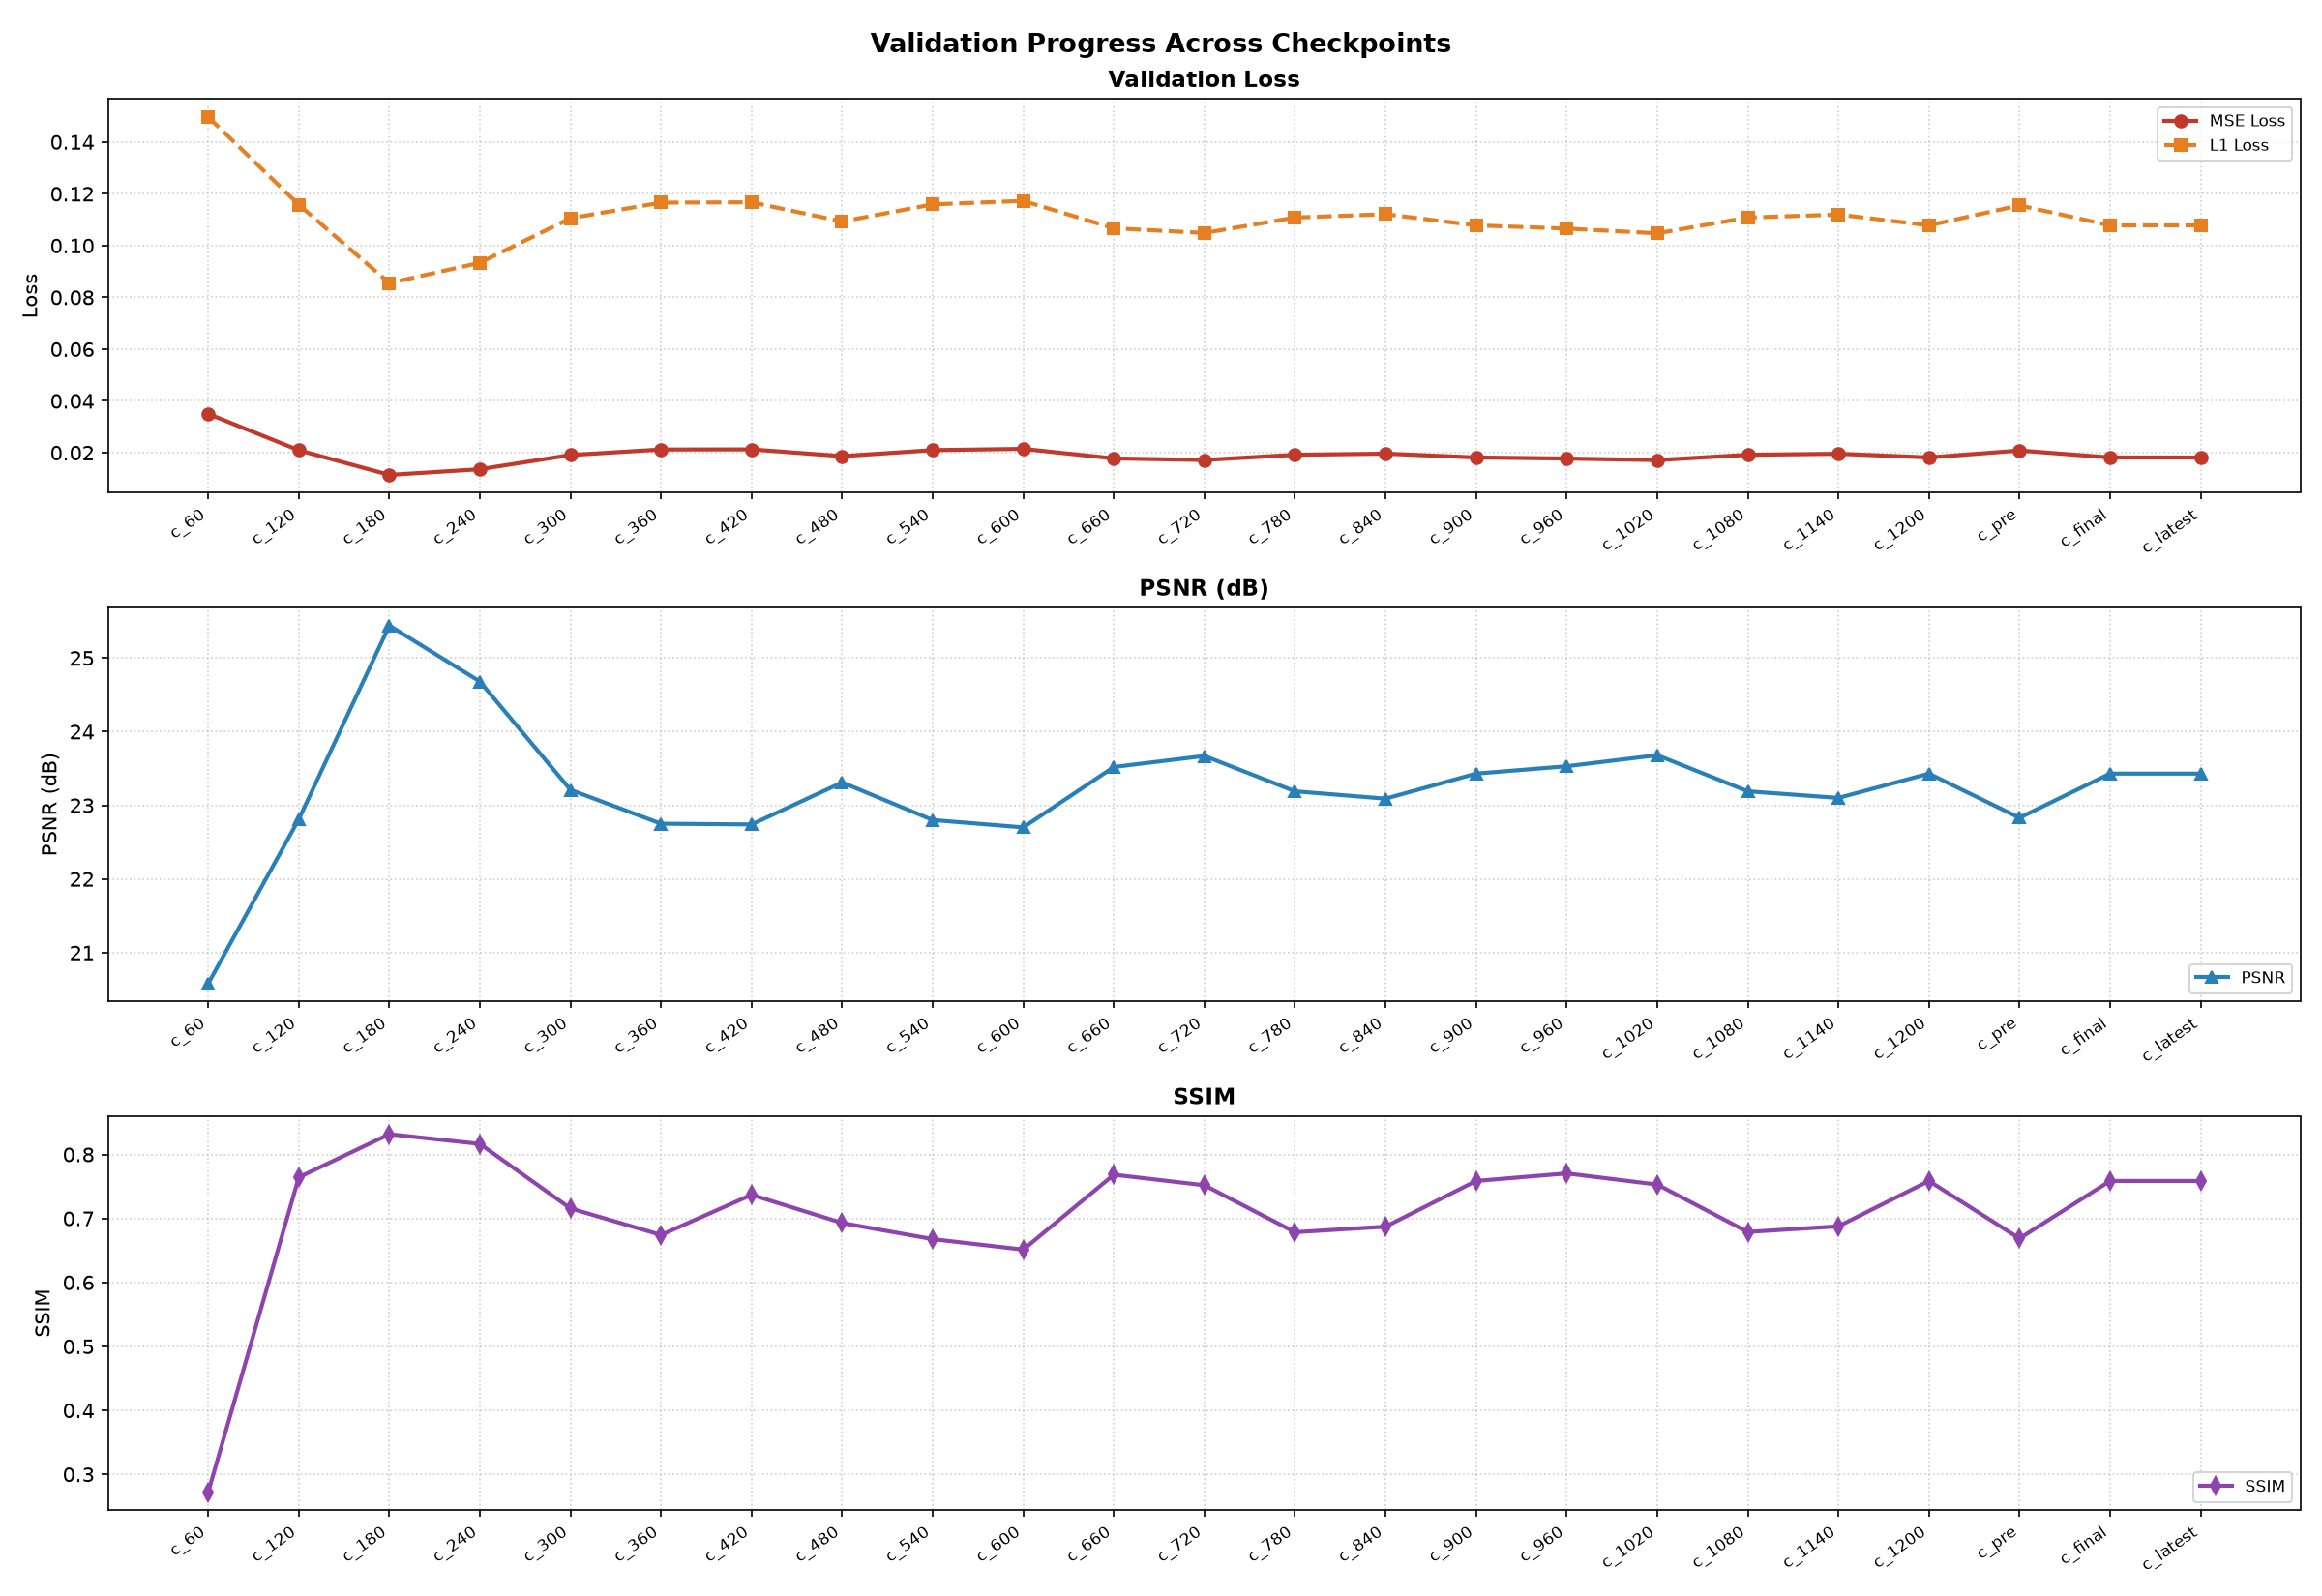 Validation Progress Across Checkpoints
Validation Loss
MSE Loss
L1 Loss
Loss
0.14
0.12
0.10
0.08
0.06
0.04
0.02
c_60 c_120 c_180 c_240 c_300 c_360 c_420 c_480 c_540 c_600 c_660 c_720 c_780 c_840 c_900 c_960 c_1020 c_1080 c_1140 c_1200 c_pre c_final c_latest
PSNR (dB)
PSNR (dB)
25
24
23
22
21
PSNR
c_60 c_120 c_180 c_240 c_300 c_360 c_420 c_480 c_540 c_600 c_660 c_720 c_780 c_840 c_900 c_960 c_1020 c_1080 c_1140 c_1200 c_pre c_final c_latest
SSIM
SSIM
0.8
0.7
0.6
0.5
0.4
0.3
SSIM
c_60 c_120 c_180 c_240 c_300 c_360 c_420 c_480 c_540 c_600 c_660 c_720 c_780 c_840 c_900 c_960 c_1020 c_1080 c_1140 c_1200 c_pre c_final c_latest